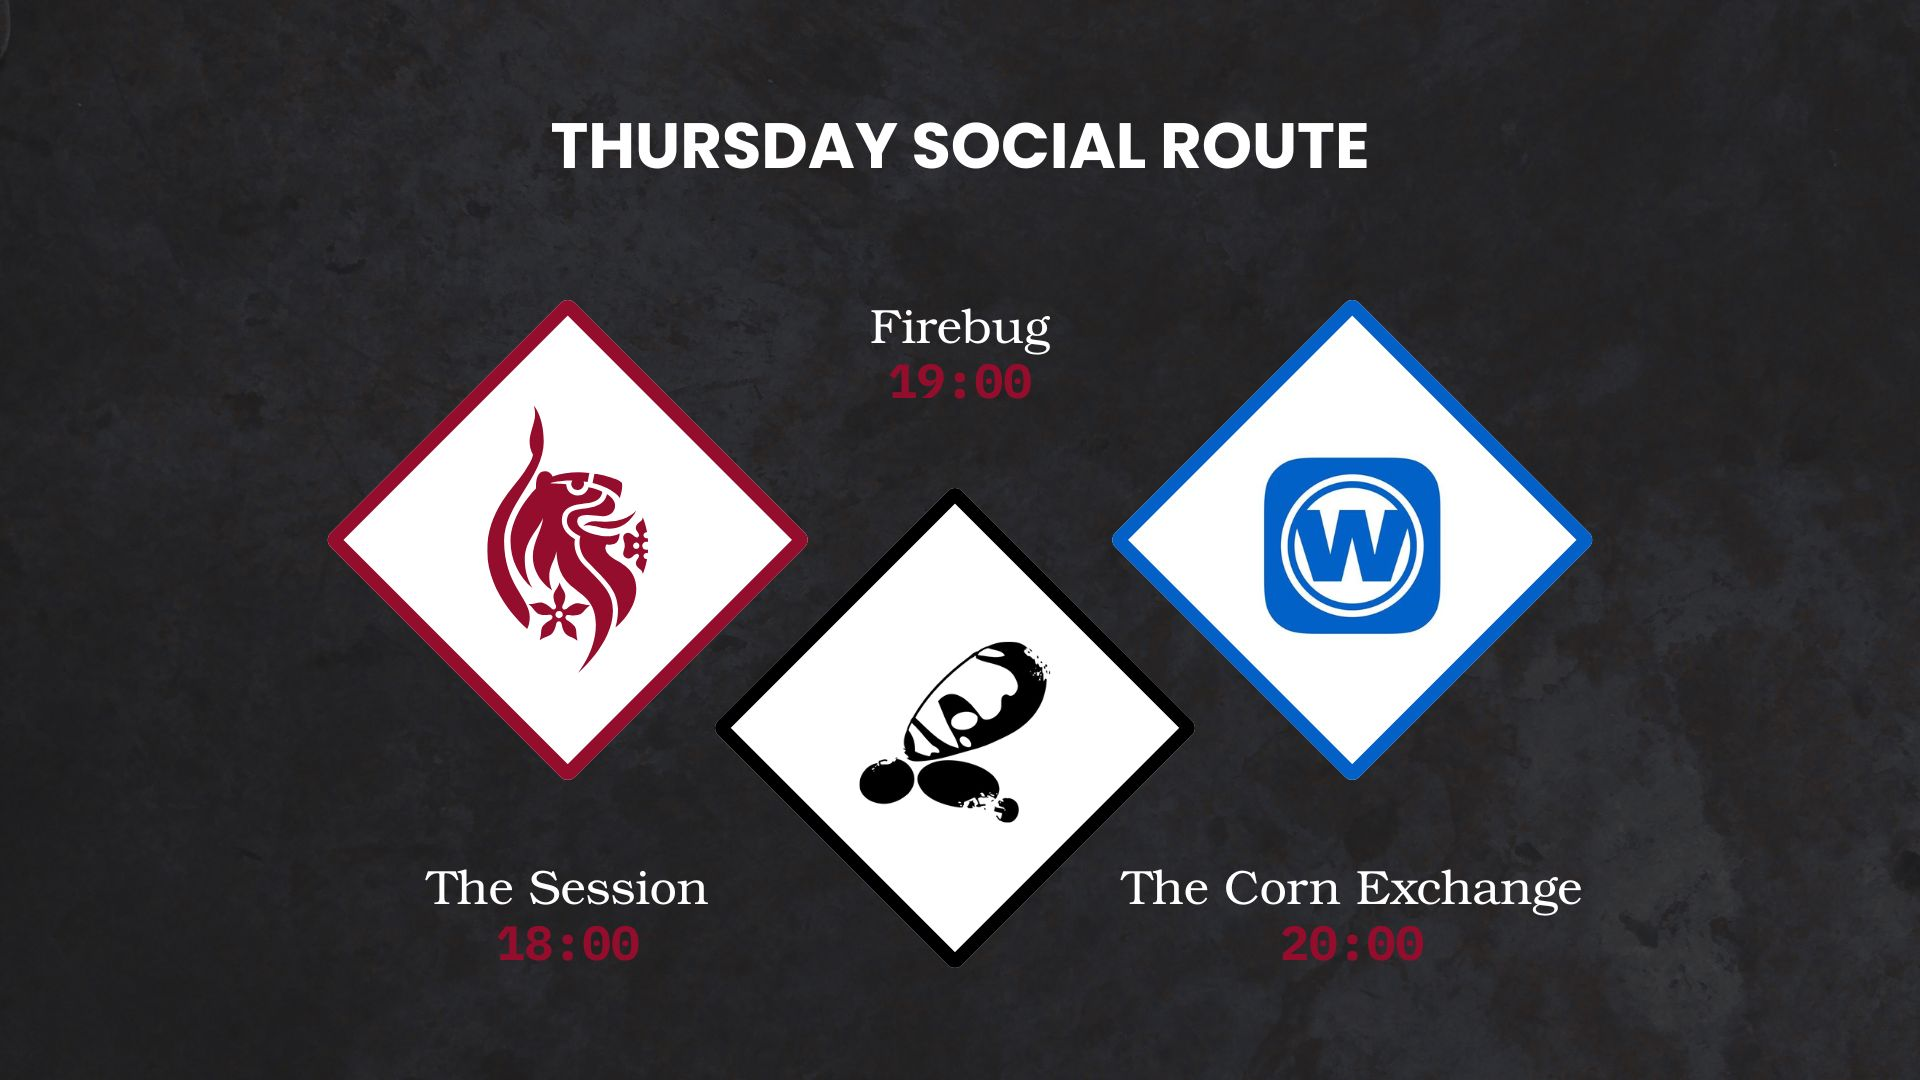 THURSDAY SOCIAL ROUTE
Firebug
19:00
W
The Session
18:00
The Corn Exchange
20:00